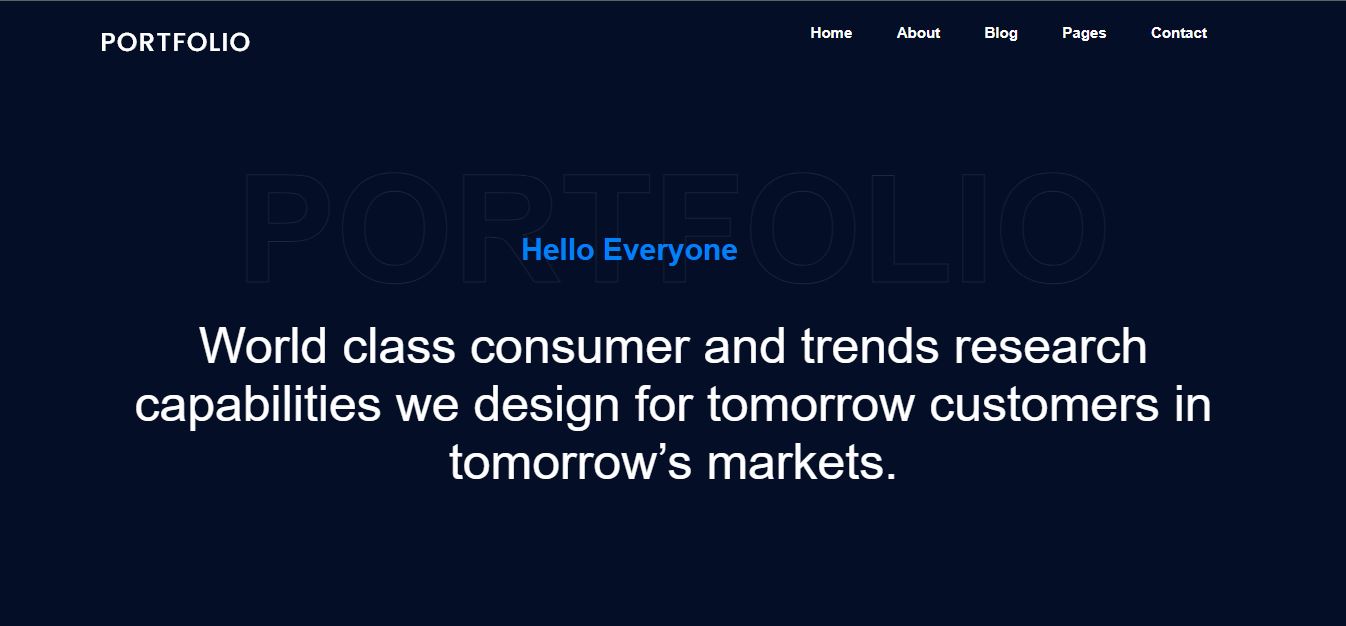 PORTFOLIO
Home About Blog Pages Contact
PORTFOLIO
Hello Everyone
World class consumer and trends research
capabilities we design for tomorrow customers in
tomorrow’s markets.